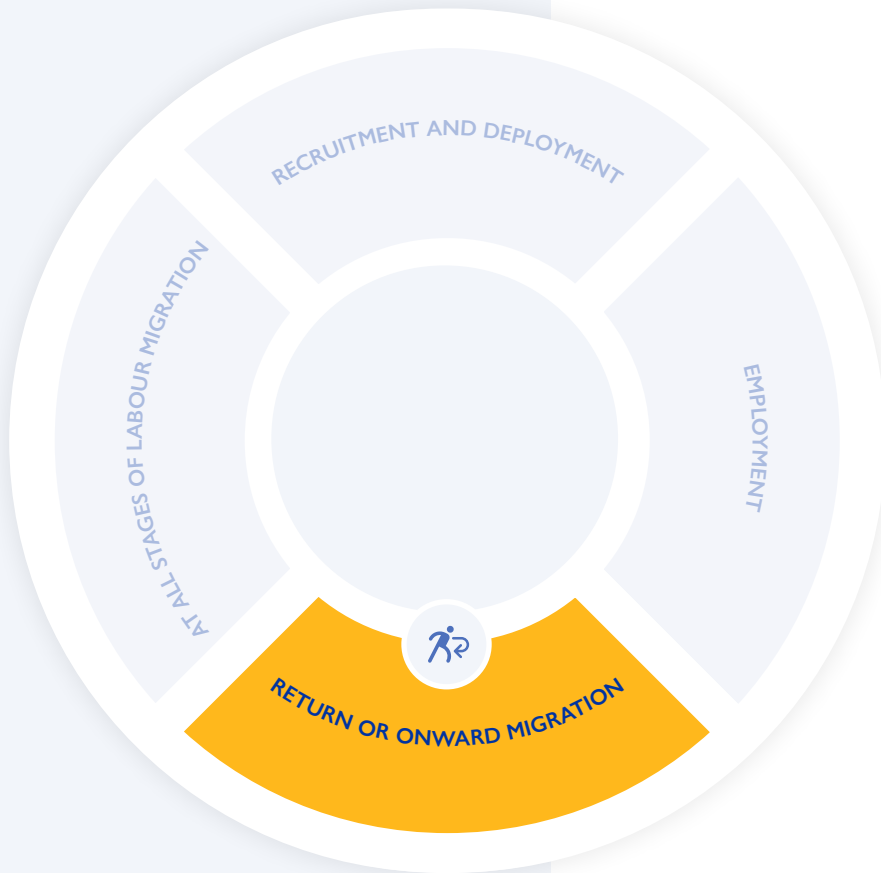 RECRUITMENT AND DEPLOYMENT
EMPLOYMENT
RETURN OR ONWARD MIGRATION
AT ALL STAGES OF LABOUR MIGRATION